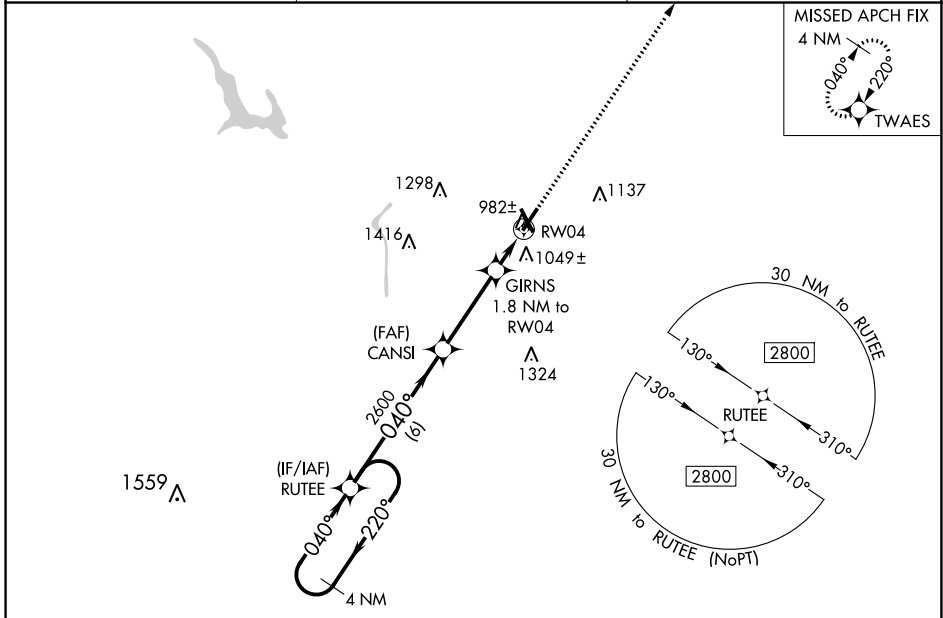 MISSED APCH FIX
4 NM
040°
220°
TWAES
1298
1137
982±
RW04
1416
1049±
GIRNS
1.8 NM to
RW04
(FAF)
CANSI
1324
30 NM to RUTEE
2800
130°
310°
RUTEE
130°
310°
2800
30 NM to RUTEE (NoPT)
2600
040°
(6)
(IF/IAF)
RUTEE
1559
040°
220°
4 NM